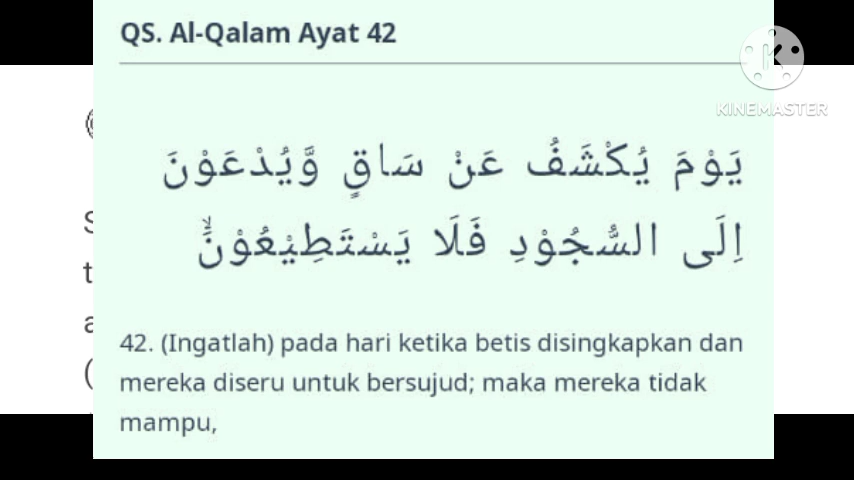 QS. Al-Qalam Ayat 42
KINEMASTER
يَوْمَ يُكْشَفُ عَنْ سَاقٍ وَّيُدْعَوْنَ
اِلَى السُّجُوْدِ فَلَا يَسْتَطِيْعُوْنَۙ
42. (Ingatlah) pada hari ketika betis disingkapkan dan
mereka diseru untuk bersujud; maka mereka tidak
mampu,